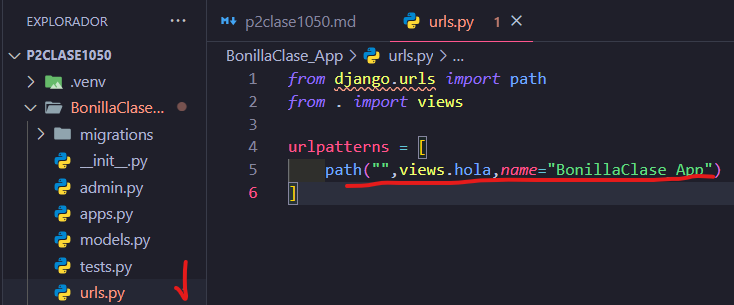 EXPLORADOR
P2CLASE1050
.venv
BonillaClase...
migrations
__init__.py
admin.py
apps.py
models.py
tests.py
urls.py
p2clase1050.md
urls.py 1
BonillaClase_App > urls.py > ...
1 from django.urls import path
2 from . import views
3
4 urlpatterns = [
5 path("",views.hola,name="BonillaClase_App")
6 ]